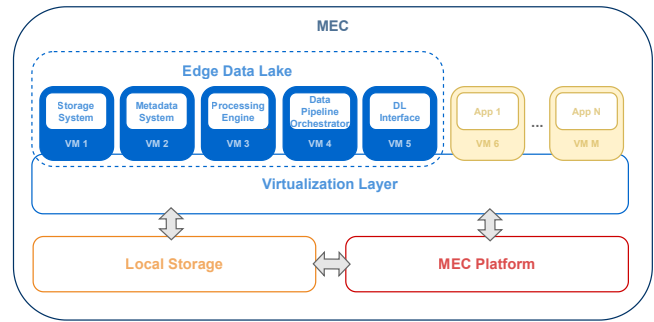 MEC
Edge Data Lake
Storage
System
VM 1
Metadata
System
VM 2
Processing
Engine
VM 3
Data
Pipeline
Orchestrator
VM 4
DL
Interface
VM 5
App 1
VM 6
...
App N
VM M
Virtualization Layer
Local Storage
MEC Platform